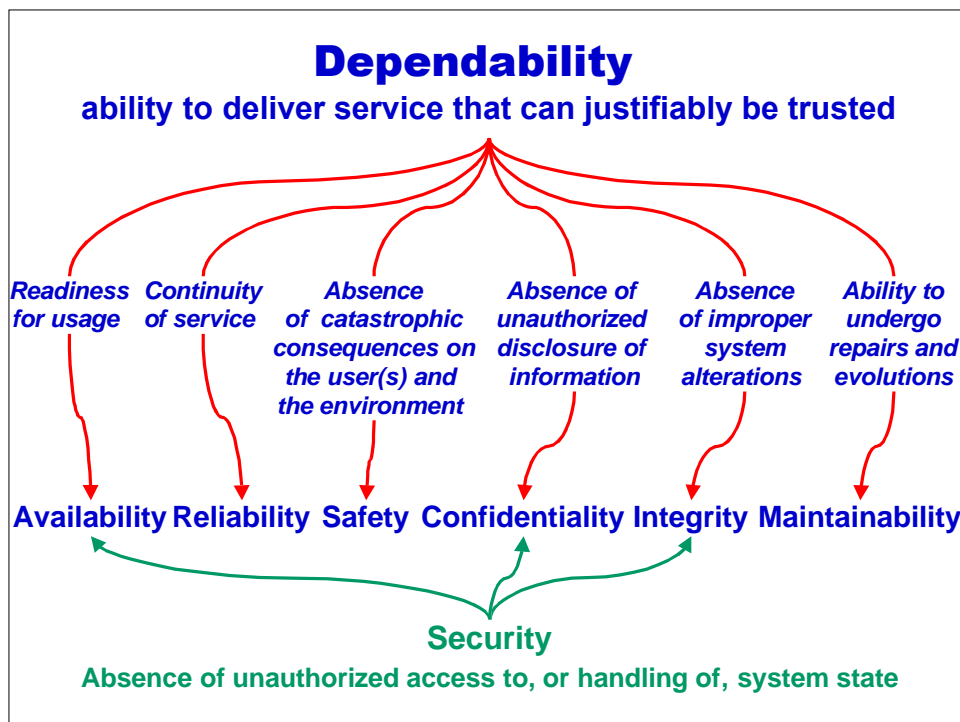 Dependability
ability to deliver service that can justifiably be trusted
Readiness
for usage
Continuity
of service
Absence
of catastrophic
consequences on
the user(s) and
the environment
Absence of
unauthorized
disclosure of
information
Absence
of improper
system
alterations
Ability to
undergo
repairs and
evolutions
Availability Reliability Safety Confidentiality Integrity Maintainability
Security
Absence of unauthorized access to, or handling of, system state